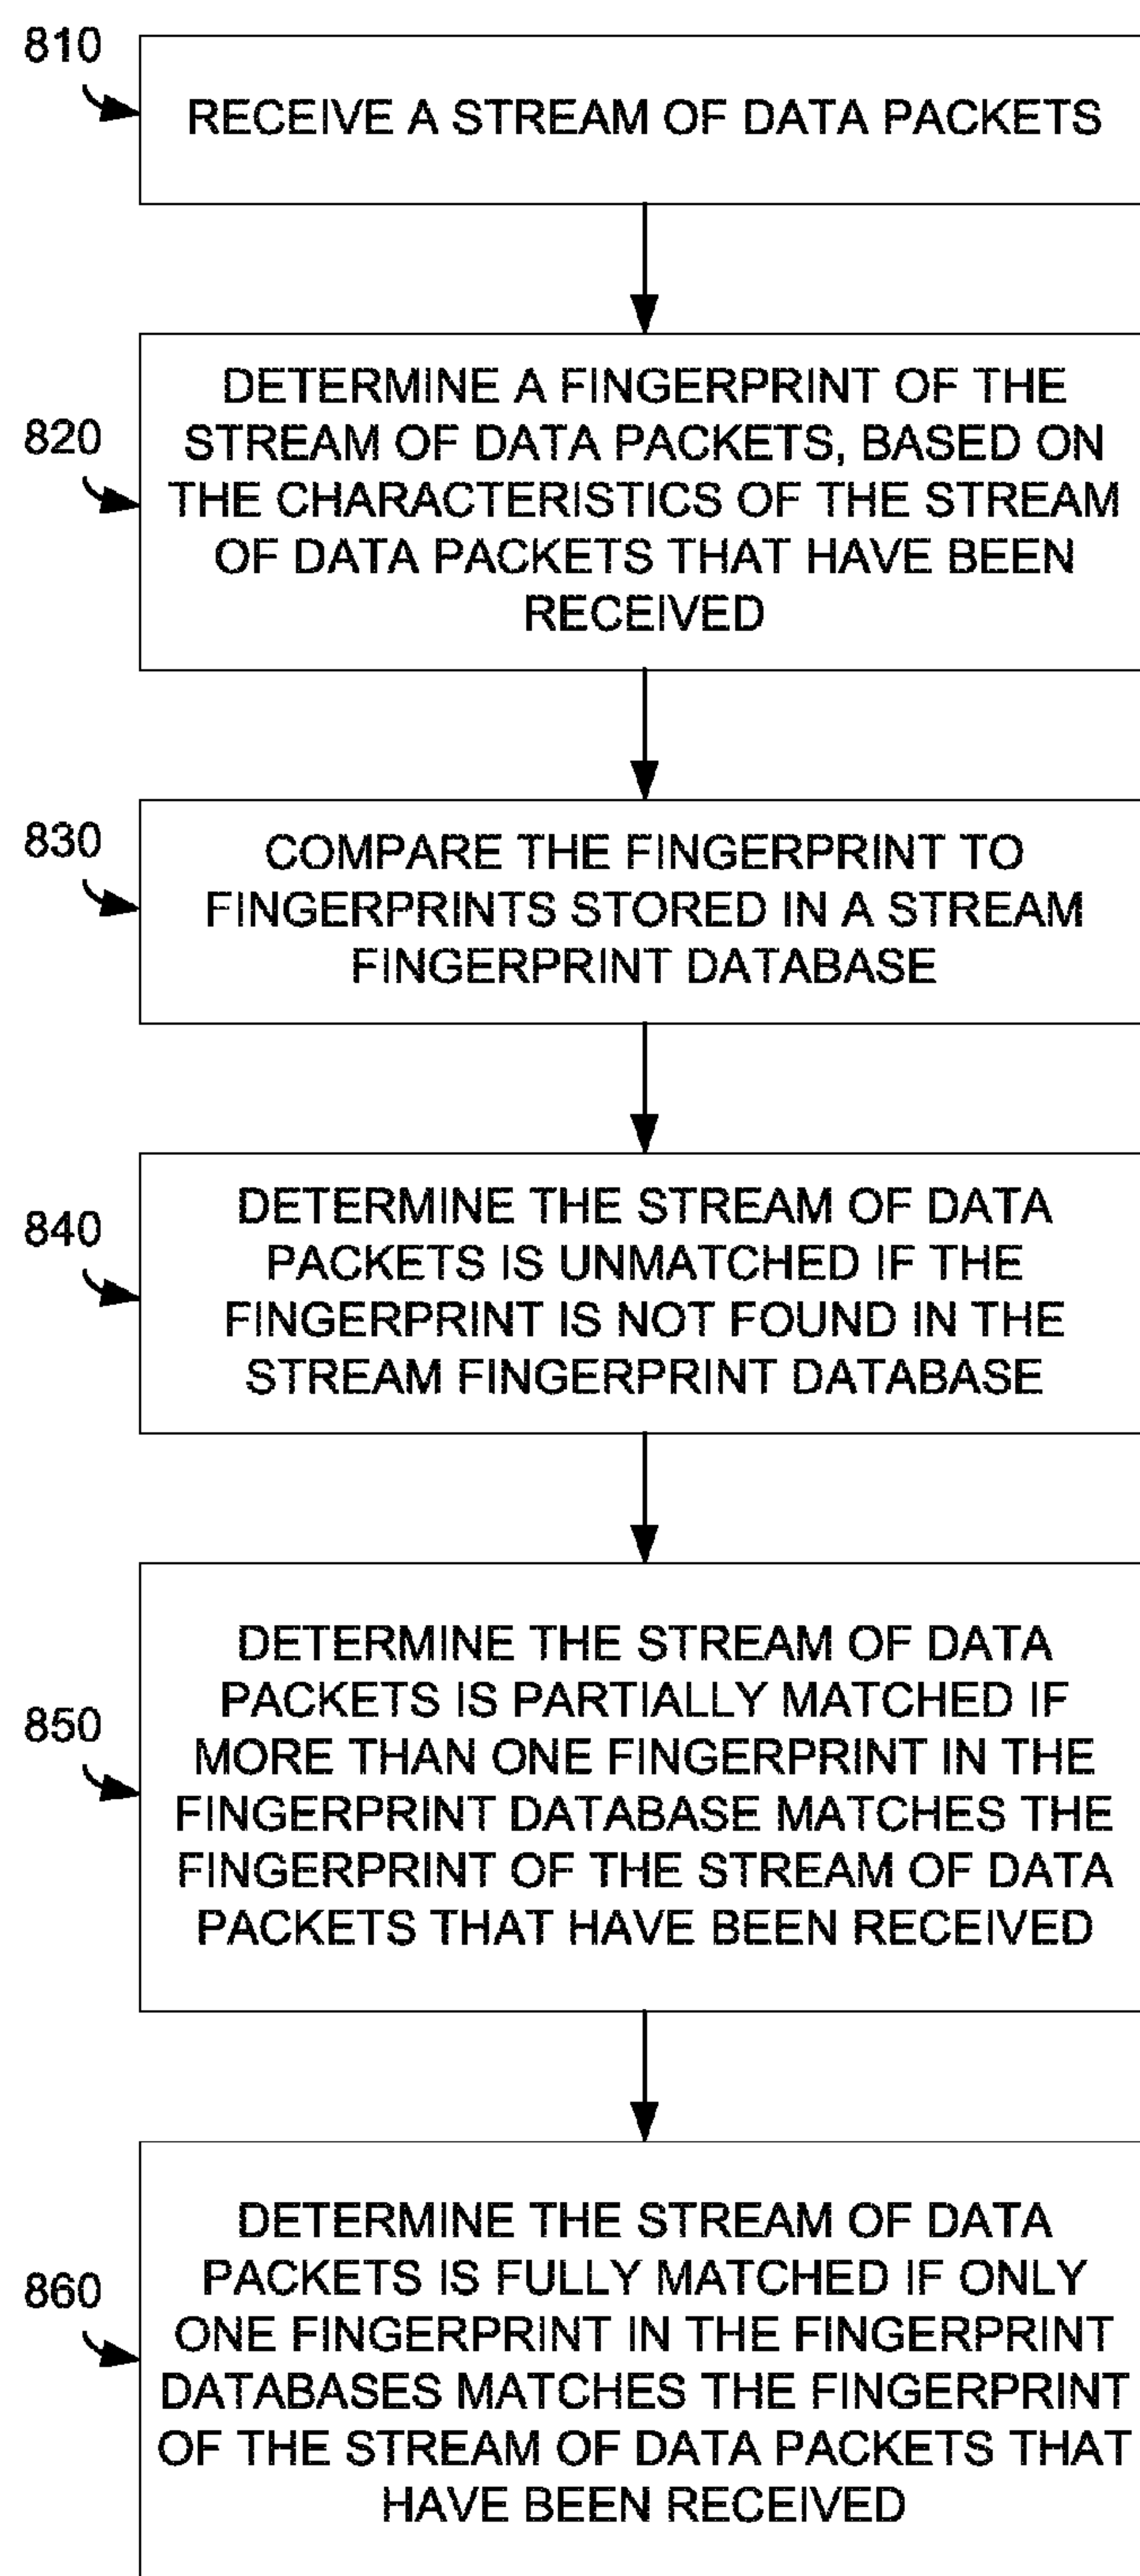 810
RECEIVE A STREAM OF DATA PACKETS
820
DETERMINE A FINGERPRINT OF THE
STREAM OF DATA PACKETS, BASED ON
THE CHARACTERISTICS OF THE STREAM
OF DATA PACKETS THAT HAVE BEEN
RECEIVED
830
COMPARE THE FINGERPRINT TO
FINGERPRINTS STORED IN A STREAM
FINGERPRINT DATABASE
840
DETERMINE THE STREAM OF DATA
PACKETS IS UNMATCHED IF THE
FINGERPRINT IS NOT FOUND IN THE
STREAM FINGERPRINT DATABASE
850
DETERMINE THE STREAM OF DATA
PACKETS IS PARTIALLY MATCHED IF
MORE THAN ONE FINGERPRINT IN THE
FINGERPRINT DATABASE MATCHES THE
FINGERPRINT OF THE STREAM OF DATA
PACKETS THAT HAVE BEEN RECEIVED
860
DETERMINE THE STREAM OF DATA
PACKETS IS FULLY MATCHED IF ONLY
ONE FINGERPRINT IN THE FINGERPRINT
DATABASES MATCHES THE FINGERPRINT
OF THE STREAM OF DATA PACKETS THAT
HAVE BEEN RECEIVED